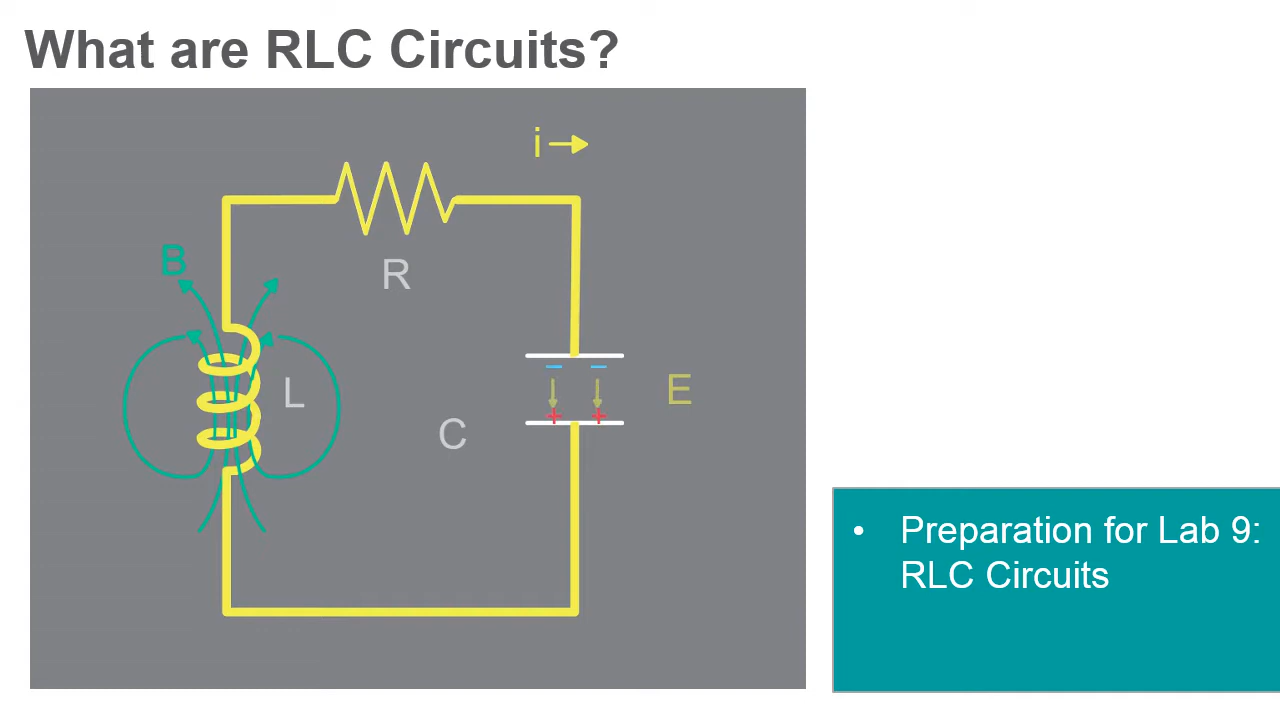 What are RLC Circuits?
i
B
R
L
E
C
− −
+ +
• Preparation for Lab 9:
RLC Circuits